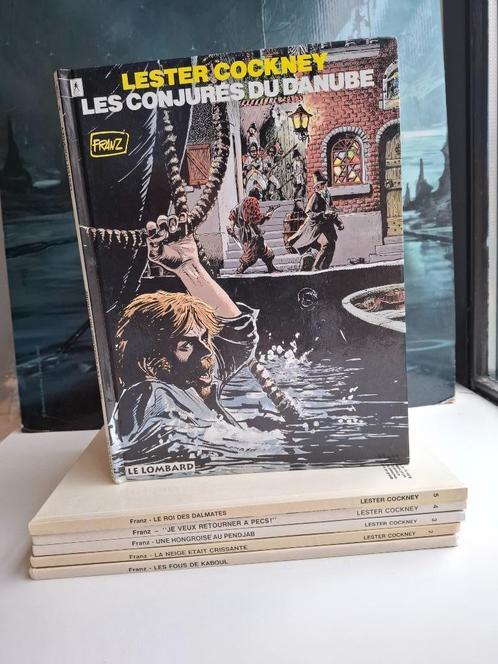 LESTER COCKNEY
LES CONJURÉS DU DANUBE
FRANZ
LE LOMBARD
Franz - LE ROI DES DALMATES LESTER COCKNEY 5
Franz - "JE VEUX RETOURNER A PECS!" LESTER COCKNEY 4
Franz - UNE HONGROISE AU PENDJAB LESTER COCKNEY 3
Franz - LA NEIGE ETAIT CRISSANTE LESTER COCKNEY 2
Franz - LES FOUS DE KABOUL